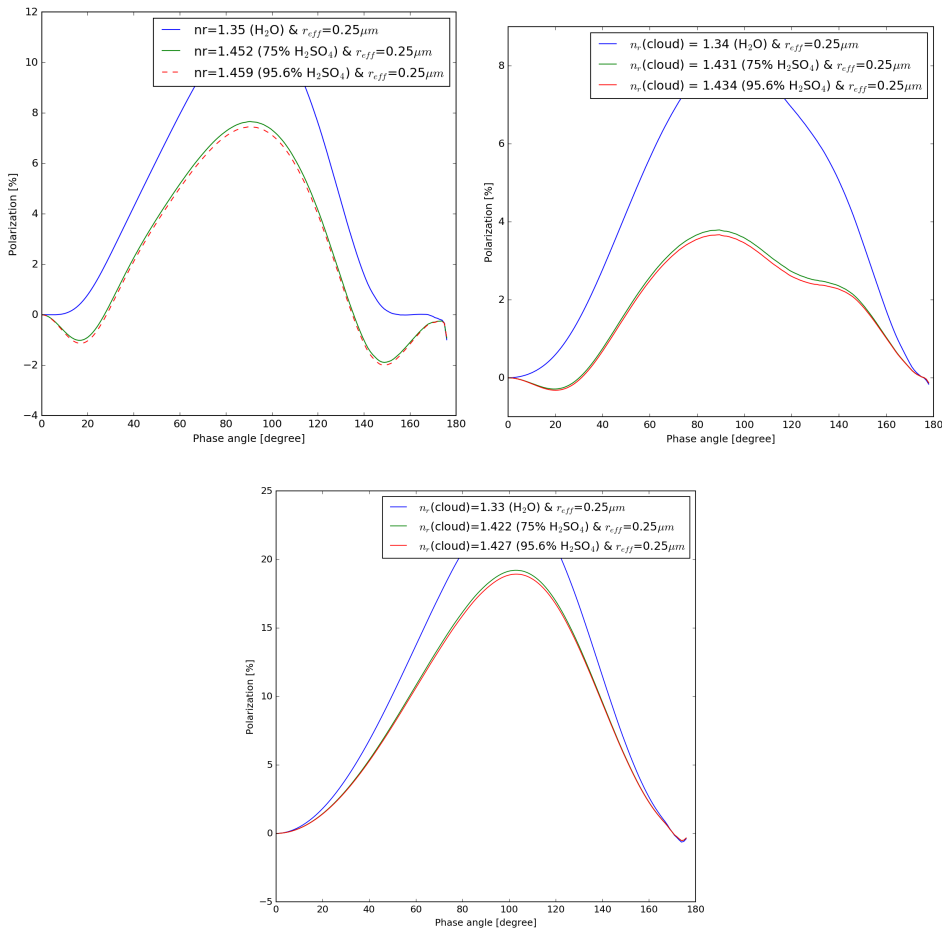 12
10
8
6
4
2
0
−2
−4
Polarization [%]
nr=1.35 (H₂O) & r_eff=0.25μm
nr=1.452 (75% H₂SO₄) & r_eff=0.25μm
nr=1.459 (95.6% H₂SO₄) & r_eff=0.25μm
0 20 40 60 80 100 120 140 160 180
Phase angle [degree]
8
6
4
2
0
Polarization [%]
n_r(cloud) = 1.34 (H₂O) & r_eff=0.25μm
n_r(cloud) = 1.431 (75% H₂SO₄) & r_eff=0.25μm
n_r(cloud) = 1.434 (95.6% H₂SO₄) & r_eff=0.25μm
0 20 40 60 80 100 120 140 160 180
Phase angle [degree]
25
20
15
10
5
0
−5
Polarization [%]
n_r(cloud)=1.33 (H₂O) & r_eff=0.25μm
n_r(cloud)=1.422 (75% H₂SO₄) & r_eff=0.25μm
n_r(cloud)=1.427 (95.6% H₂SO₄) & r_eff=0.25μm
0 20 40 60 80 100 120 140 160 180
Phase angle [degree]